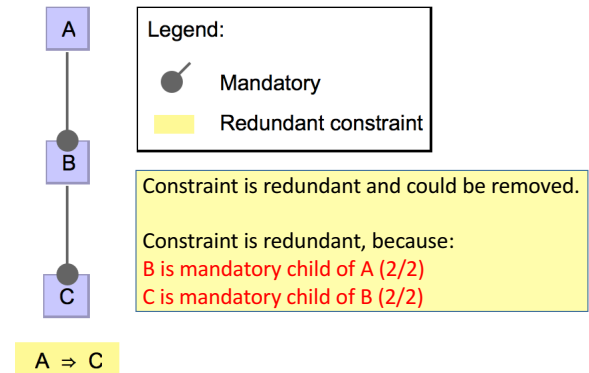 A
B
C
A ⇒ C
Legend:
Mandatory
Redundant constraint
Constraint is redundant and could be removed.
Constraint is redundant, because:
B is mandatory child of A (2/2)
C is mandatory child of B (2/2)